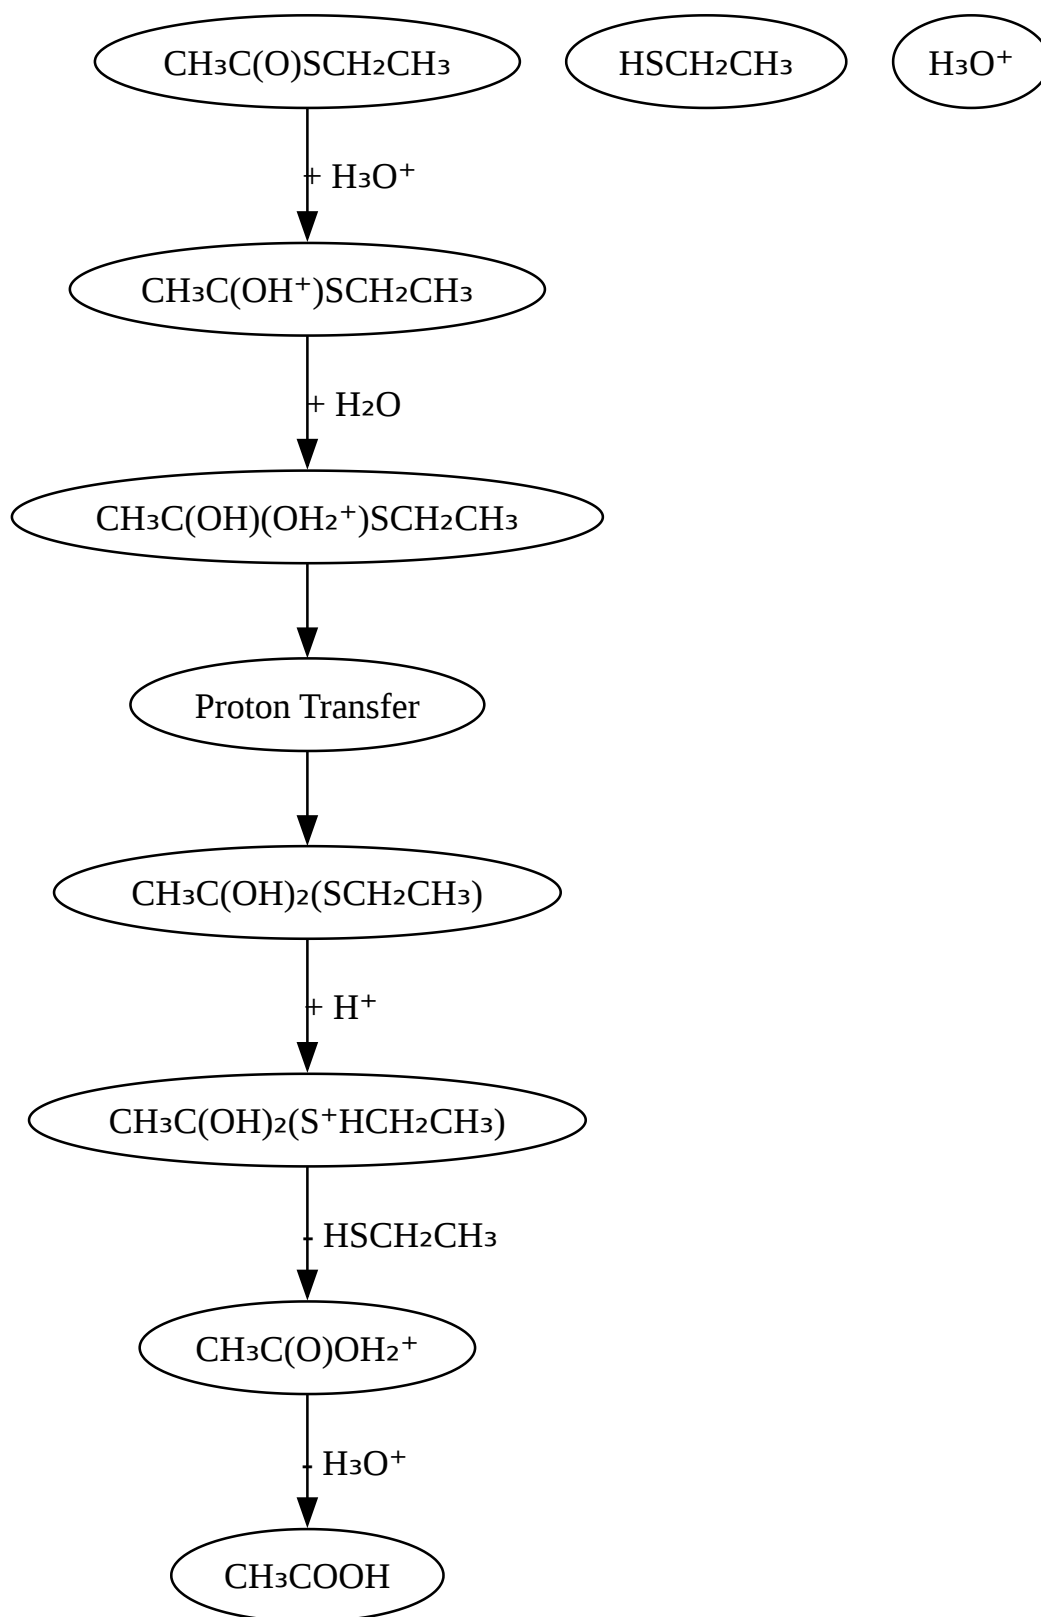 CH₃C(O)SCH₂CH₃
HSCH₂CH₃
H₃O⁺
+ H₃O⁺
CH₃C(OH⁺)SCH₂CH₃
+ H₂O
CH₃C(OH)(OH₂⁺)SCH₂CH₃
Proton Transfer
CH₃C(OH)₂(SCH₂CH₃)
+ H⁺
CH₃C(OH)₂(S⁺HCH₂CH₃)
- HSCH₂CH₃
CH₃C(O)OH₂⁺
- H₃O⁺
CH₃COOH